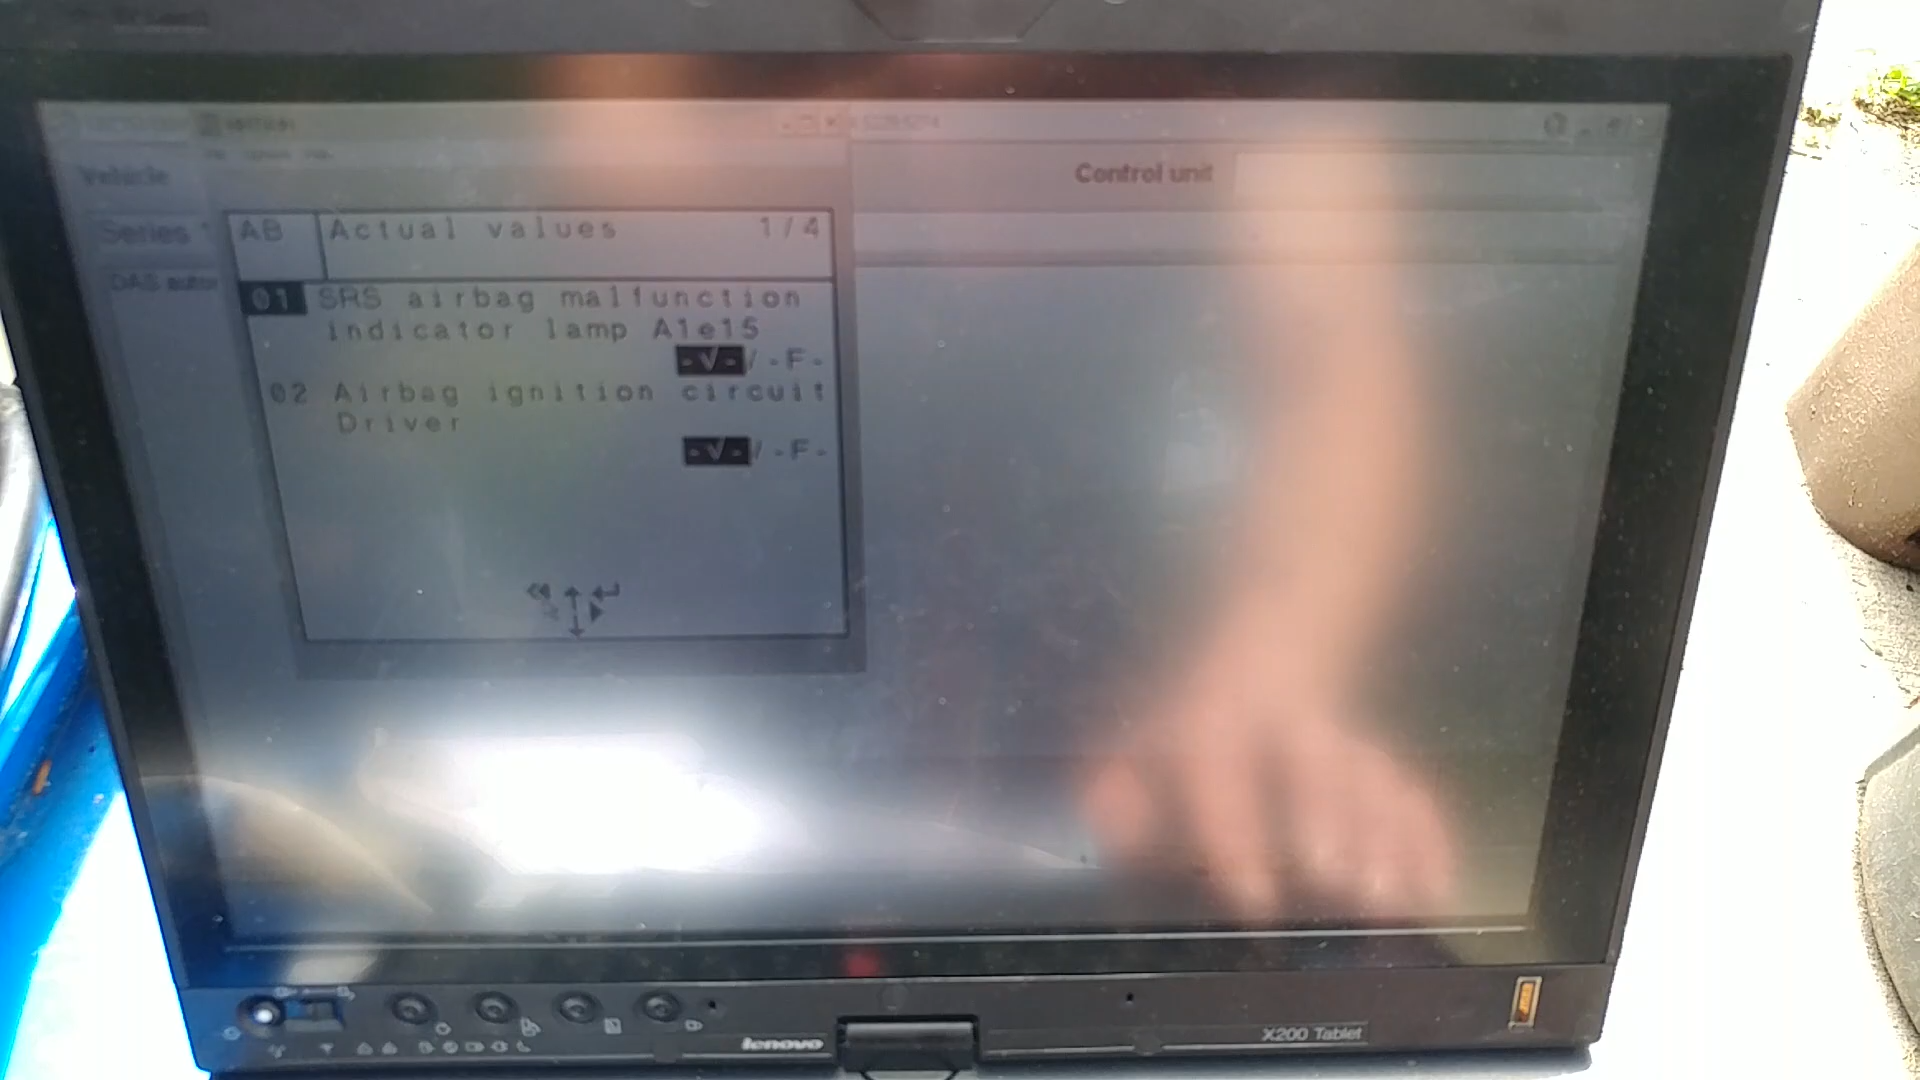 Control unit
Vehicle
Series
DAS
AB Actual values 1/4
01 SRS airbag malfunction
indicator lamp A1e15
-√-/-F-
02 Airbag ignition circuit
Driver
-√-/-F-
lenovo
X200 Tablet